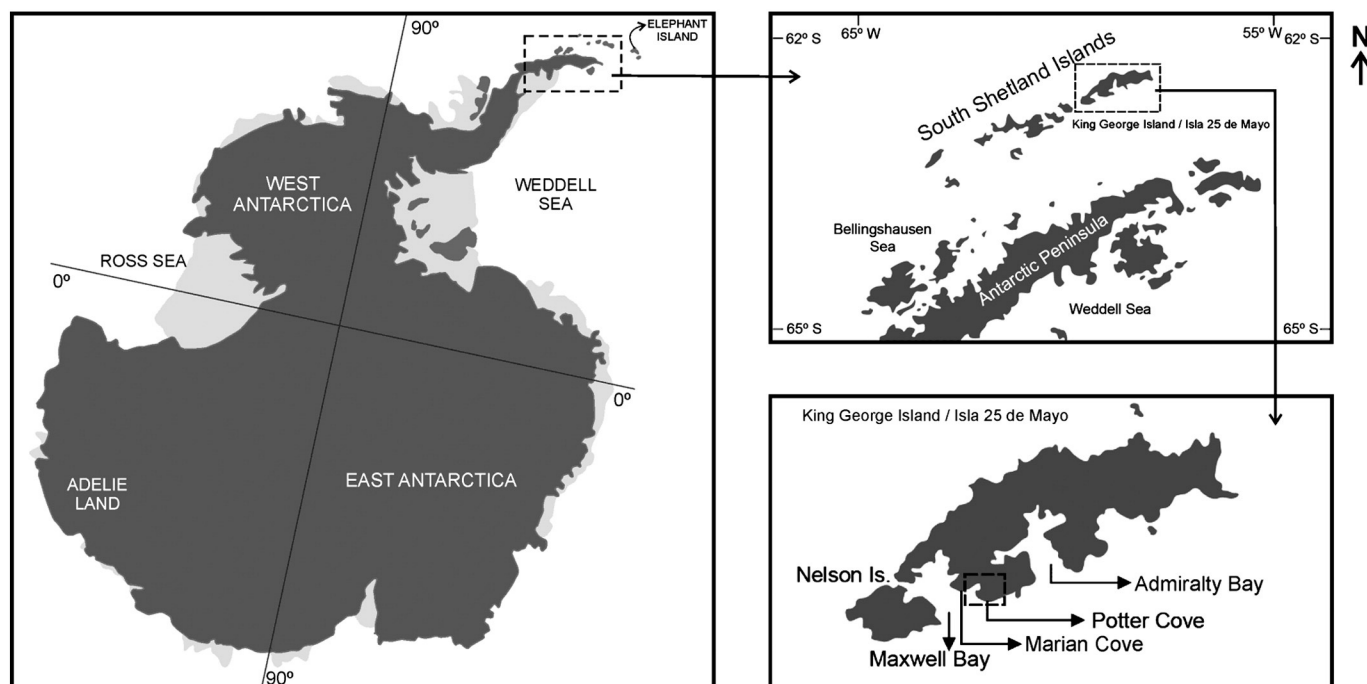 90º
ELEPHANT
ISLAND
WEST
ANTARCTICA
WEDDELL
SEA
ROSS SEA
0º
0º
ADELIE
LAND
EAST ANTARCTICA
90º
62º S
65º W
55º W
62º S
N
South Shetland Islands
King George Island / Isla 25 de Mayo
Bellingshausen
Sea
Antarctic Peninsula
Weddell Sea
65º S
65º S
King George Island / Isla 25 de Mayo
Nelson Is.
Admiralty Bay
Potter Cove
Marian Cove
Maxwell Bay